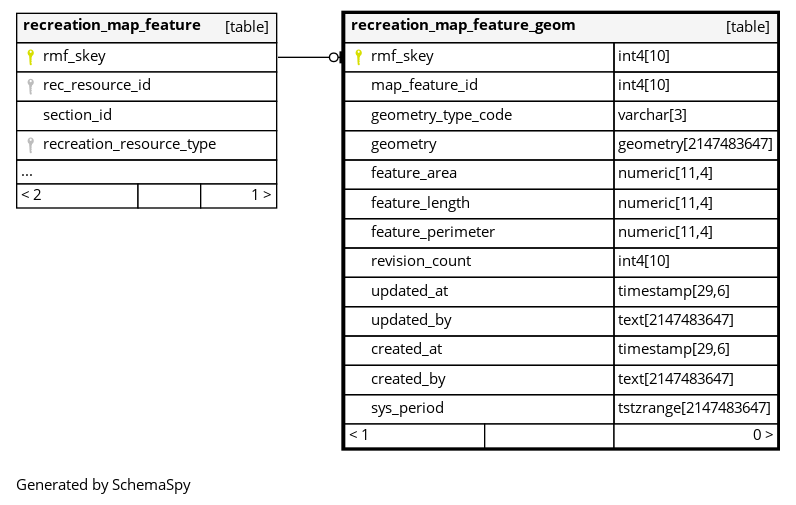 recreation_map_feature [table]
rmf_skey
rec_resource_id
section_id
recreation_resource_type
...
< 2 1 >
recreation_map_feature_geom [table]
rmf_skey int4[10]
map_feature_id int4[10]
geometry_type_code varchar[3]
geometry geometry[2147483647]
feature_area numeric[11,4]
feature_length numeric[11,4]
feature_perimeter numeric[11,4]
revision_count int4[10]
updated_at timestamp[29,6]
updated_by text[2147483647]
created_at timestamp[29,6]
created_by text[2147483647]
sys_period tstzrange[2147483647]
< 1 0 >
Generated by SchemaSpy